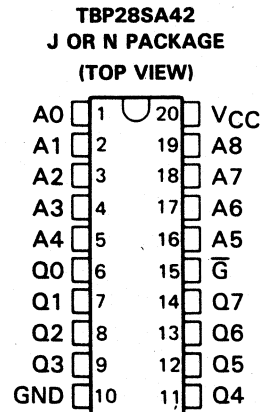 TBP28SA42
J OR N PACKAGE
(TOP VIEW)
A0 1 20 VCC
A1 2 19 A8
A2 3 18 A7
A3 4 17 A6
A4 5 16 A5
Q0 6 15 G̅
Q1 7 14 Q7
Q2 8 13 Q6
Q3 9 12 Q5
GND 10 11 Q4